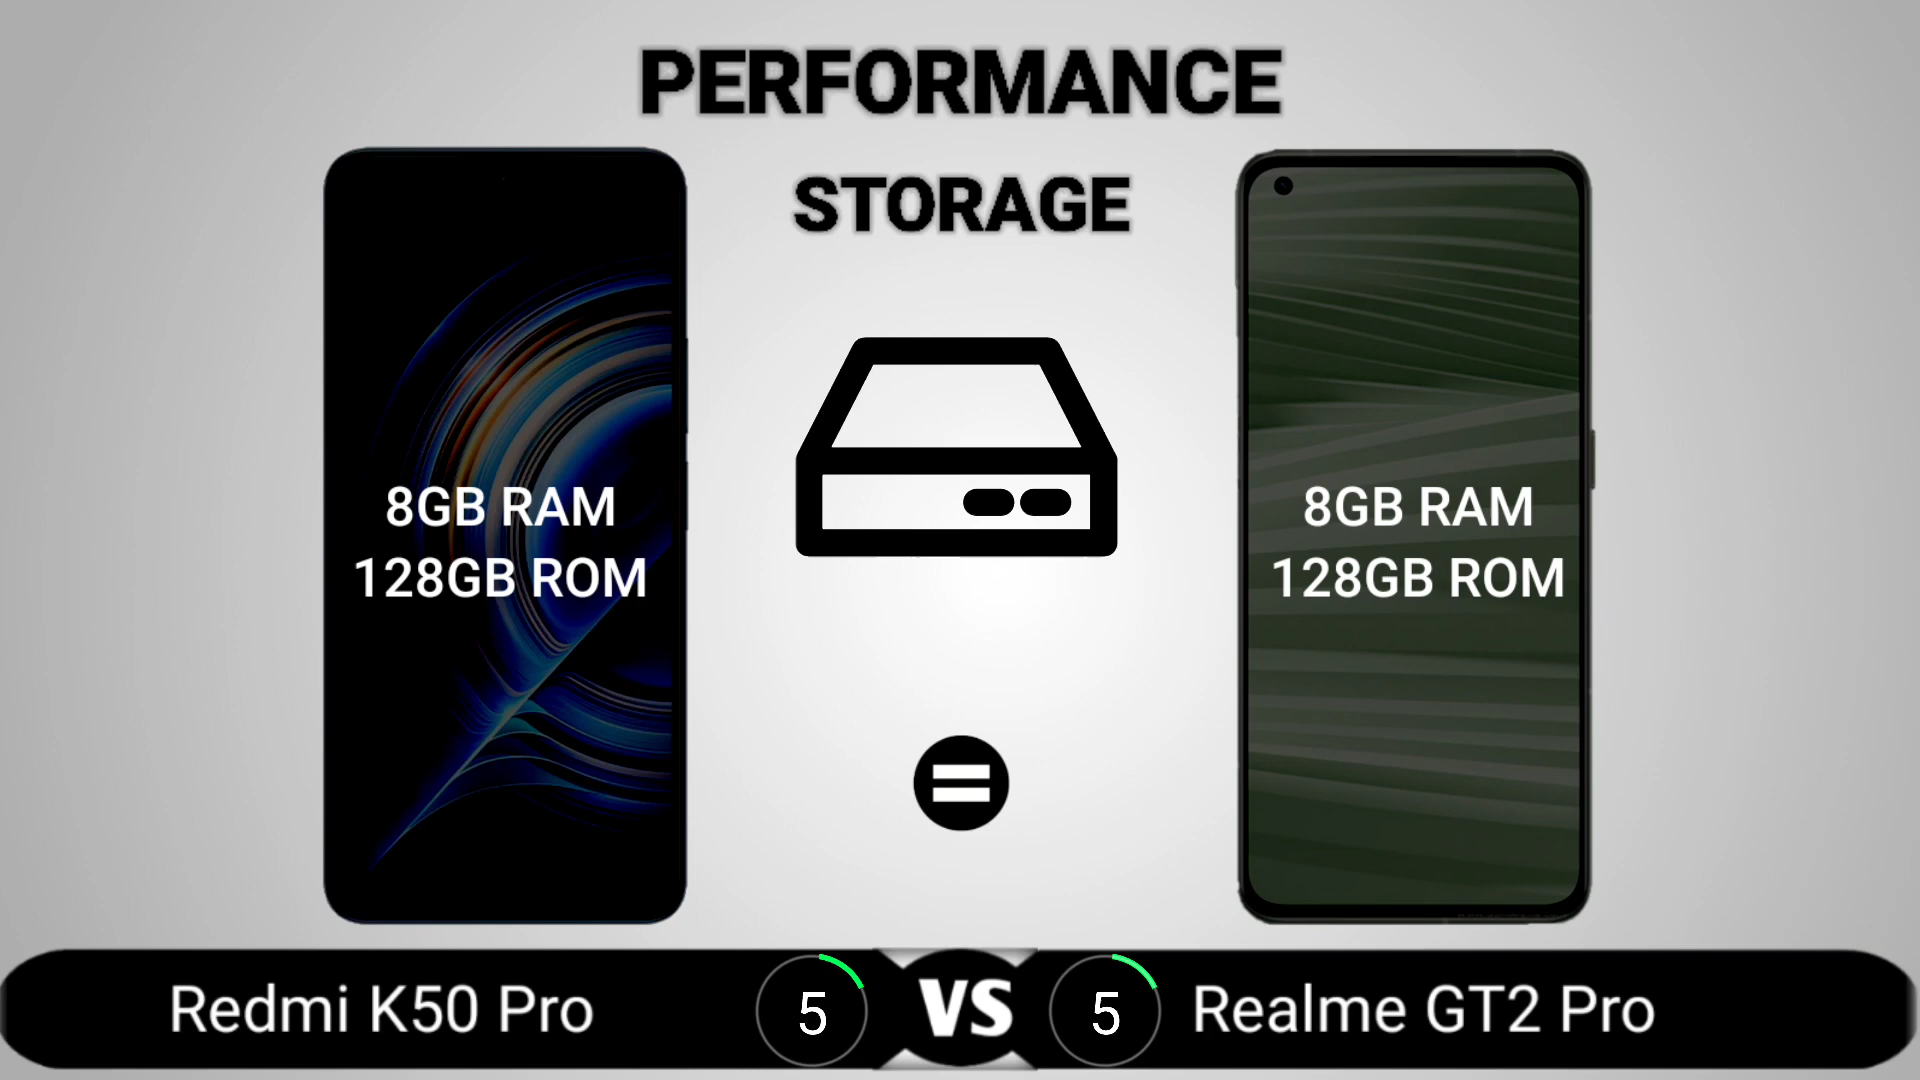 PERFORMANCE
STORAGE
8GB RAM
128GB ROM
8GB RAM
128GB ROM
Redmi K50 Pro
5
VS
5
Realme GT2 Pro